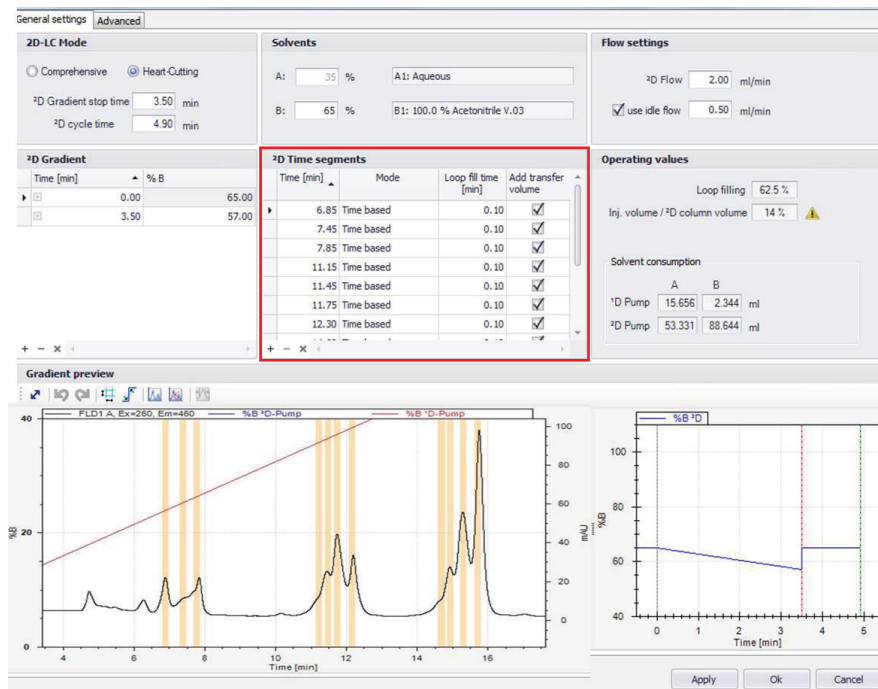 General settings Advanced
2D-LC Mode
Comprehensive Heart-Cutting
²D Gradient stop time 3.50 min
²D cycle time 4.90 min
Solvents
A: 35 % A1: Aqueous
B: 65 % B1: 100.0 % Acetonitrile V.03
Flow settings
²D Flow 2.00 ml/min
use idle flow 0.50 ml/min
²D Gradient
Time [min] % B
0.00 65.00
3.50 57.00
+ − ×
²D Time segments
Time [min] Mode Loop fill time [min] Add transfer volume
6.85 Time based 0.10
7.45 Time based 0.10
7.85 Time based 0.10
11.15 Time based 0.10
11.45 Time based 0.10
11.75 Time based 0.10
12.30 Time based 0.10
+ − ×
Operating values
Loop filling 62.5 %
Inj. volume / ²D column volume 14 %
Solvent consumption
A B
¹D Pump 15.656 2.344 ml
²D Pump 53.331 88.644 ml
Gradient preview
FLD1 A, Ex=260, Em=460 %B ²D-Pump %B ¹D-Pump
40
20
0
%B
100
80
60
40
20
0
mAU
4 6 8 10 12 14 16
Time [min]
%B ²D
100
80
60
40
%B
0 1 2 3 4 5
Time [min]
Apply Ok Cancel